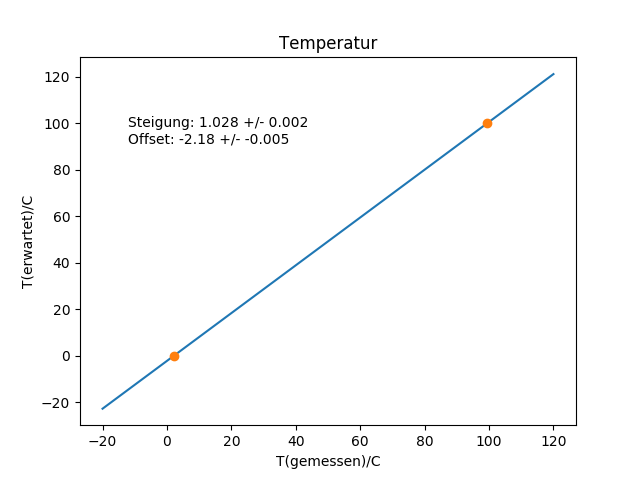 Temperatur
Steigung: 1.028 +/- 0.002
Offset: -2.18 +/- -0.005
T(erwartet)/C
120
100
80
60
40
20
0
−20
−20 0 20 40 60 80 100 120
T(gemessen)/C